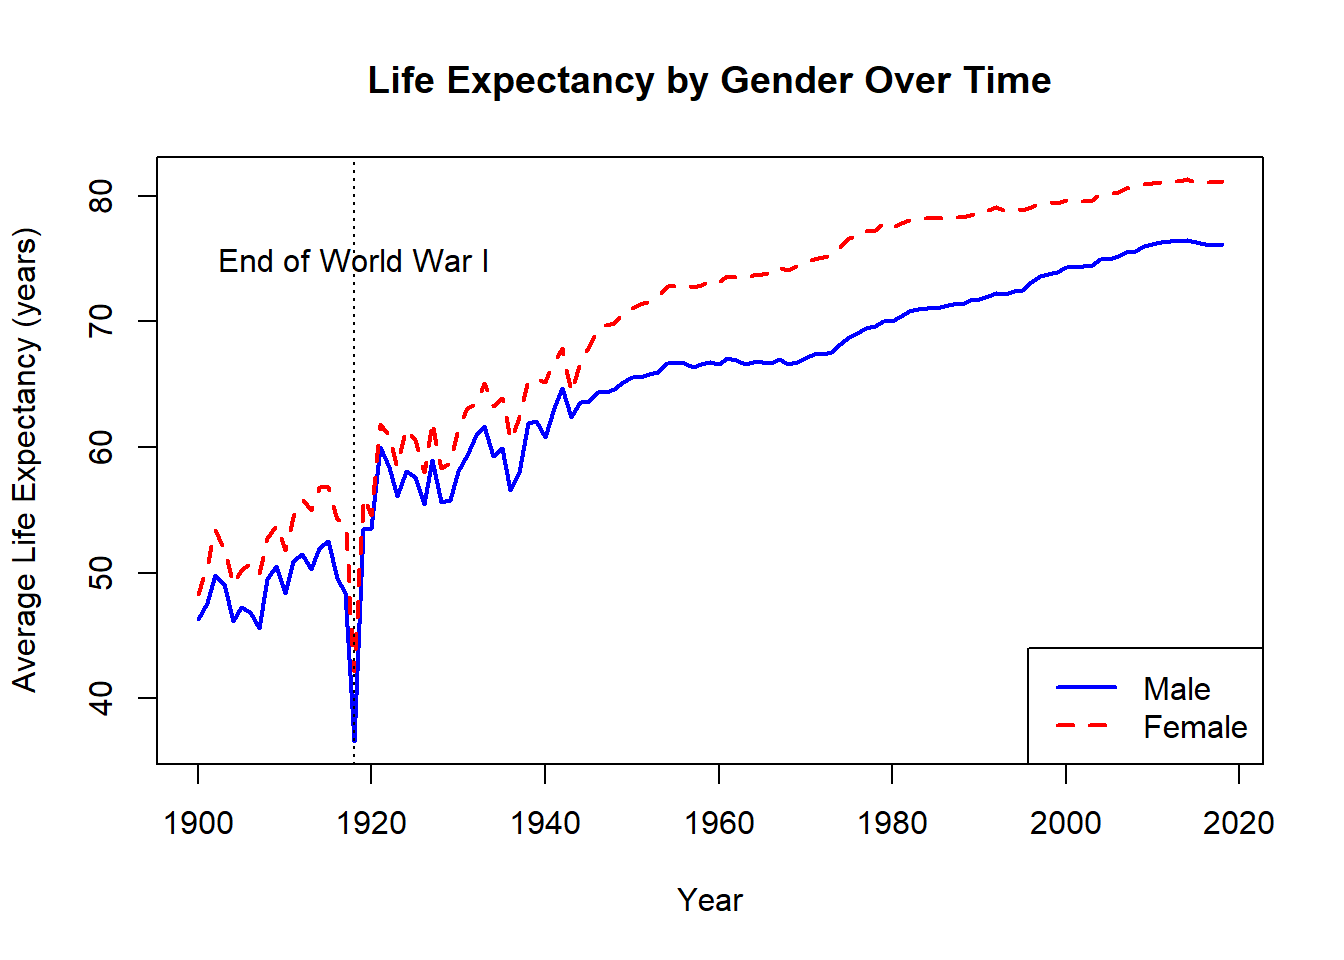 Life Expectancy by Gender Over Time
Average Life Expectancy (years)
80
70
60
50
40
End of World War I
Male
Female
1900 1920 1940 1960 1980 2000 2020
Year